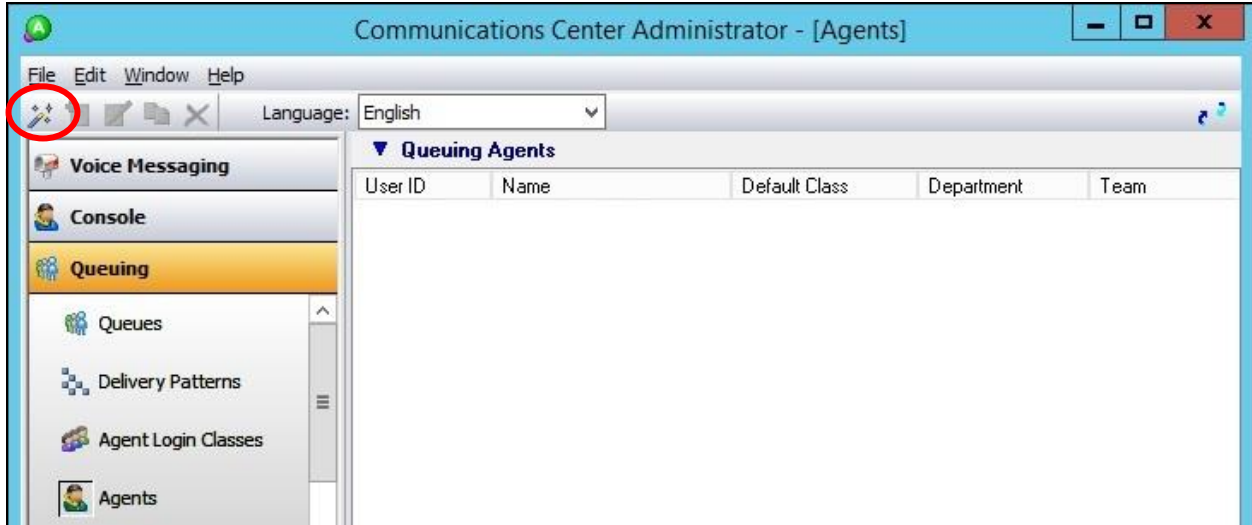 Communications Center Administrator - [Agents]
File Edit Window Help
Language: English
Voice Messaging
Console
Queuing
Queues
Delivery Patterns
Agent Login Classes
Agents
Queuing Agents
User ID Name Default Class Department Team